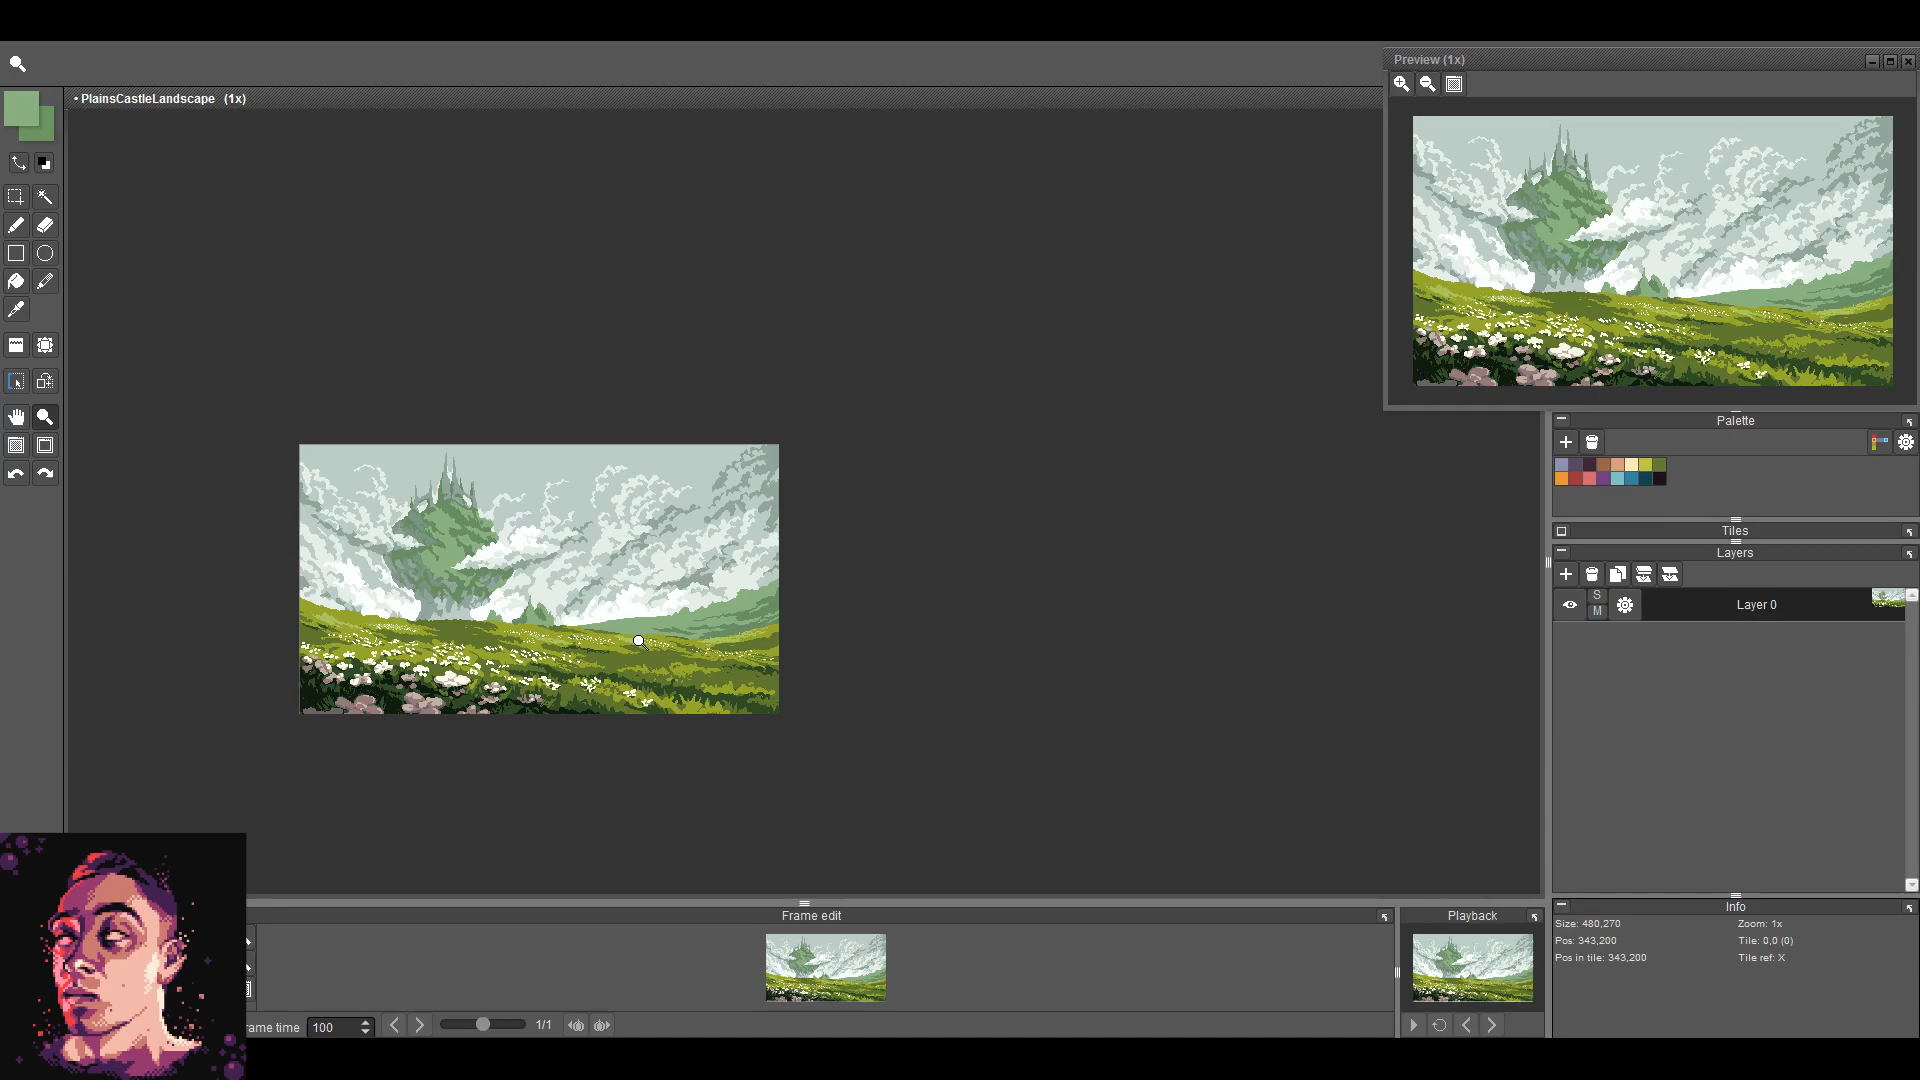 Preview (1x)
• PlainsCastleLandscape (1x)
Palette
Tiles
Layers
S
M
Layer 0
Frame edit
Playback
Info
Size: 480,270
Zoom: 1x
Pos: 343,200
Tile: 0,0 (0)
Pos in tile: 343,200
Tile ref: X
rame time
100
1/1